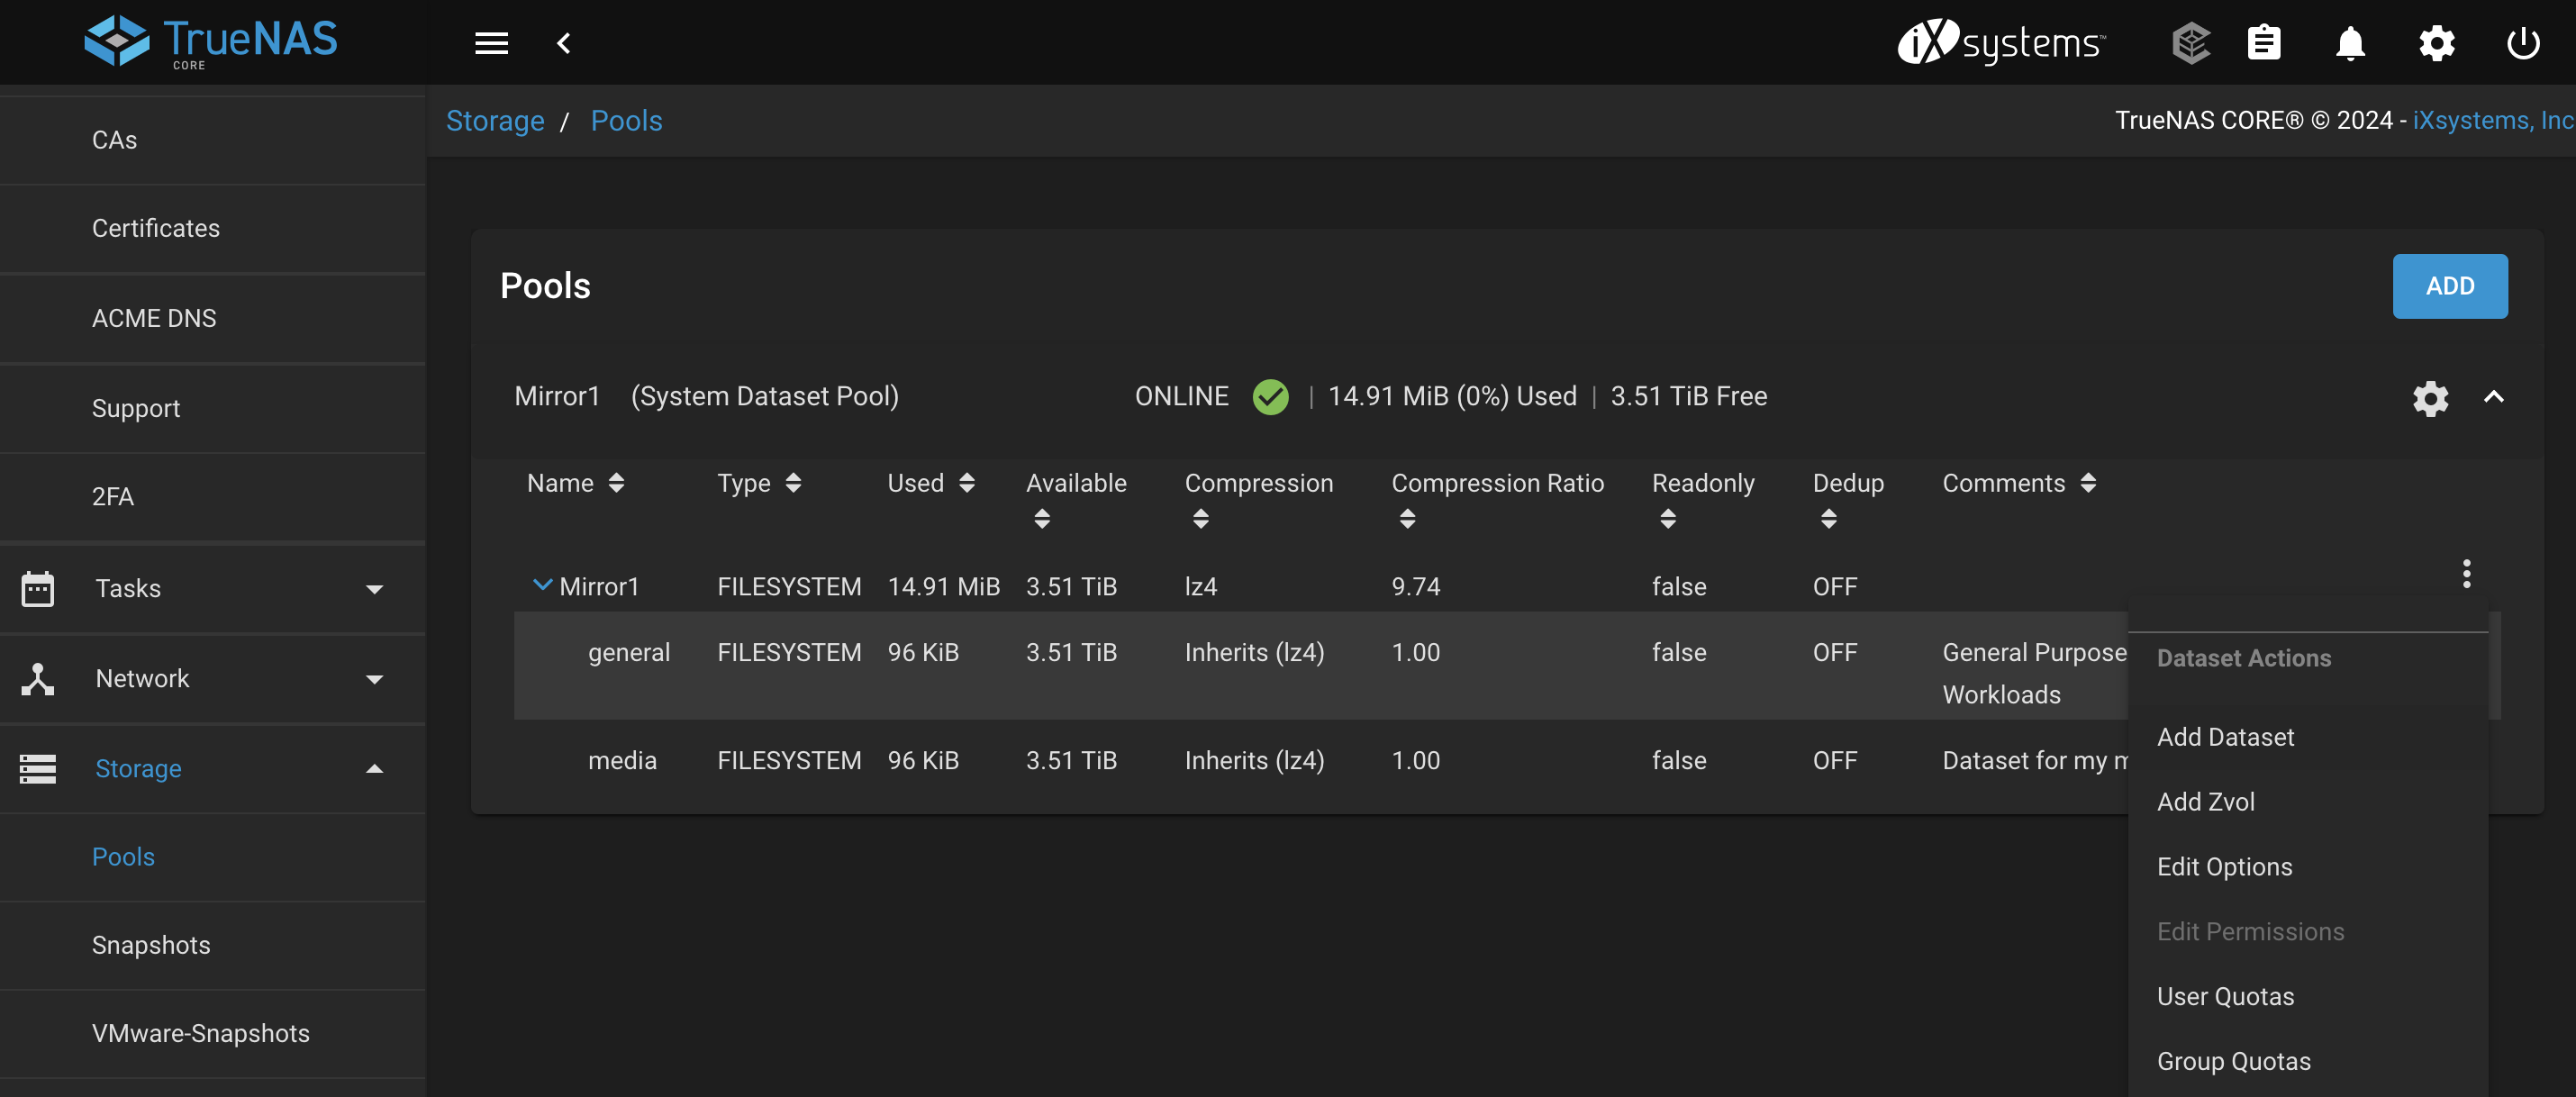 TrueNAS
CORE
iXsystems™
CAs
Certificates
ACME DNS
Support
2FA
Tasks
Network
Storage
Pools
Snapshots
VMware-Snapshots
Storage / Pools
TrueNAS CORE® © 2024 - iXsystems, Inc
Pools
ADD
Mirror1 (System Dataset Pool) ONLINE | 14.91 MiB (0%) Used | 3.51 TiB Free
Name Type Used Available Compression Compression Ratio Readonly Dedup Comments
Mirror1 FILESYSTEM 14.91 MiB 3.51 TiB lz4 9.74 false OFF
general FILESYSTEM 96 KiB 3.51 TiB Inherits (lz4) 1.00 false OFF General Purpose
Workloads
media FILESYSTEM 96 KiB 3.51 TiB Inherits (lz4) 1.00 false OFF Dataset for my
Dataset Actions
Add Dataset
Add Zvol
Edit Options
Edit Permissions
User Quotas
Group Quotas